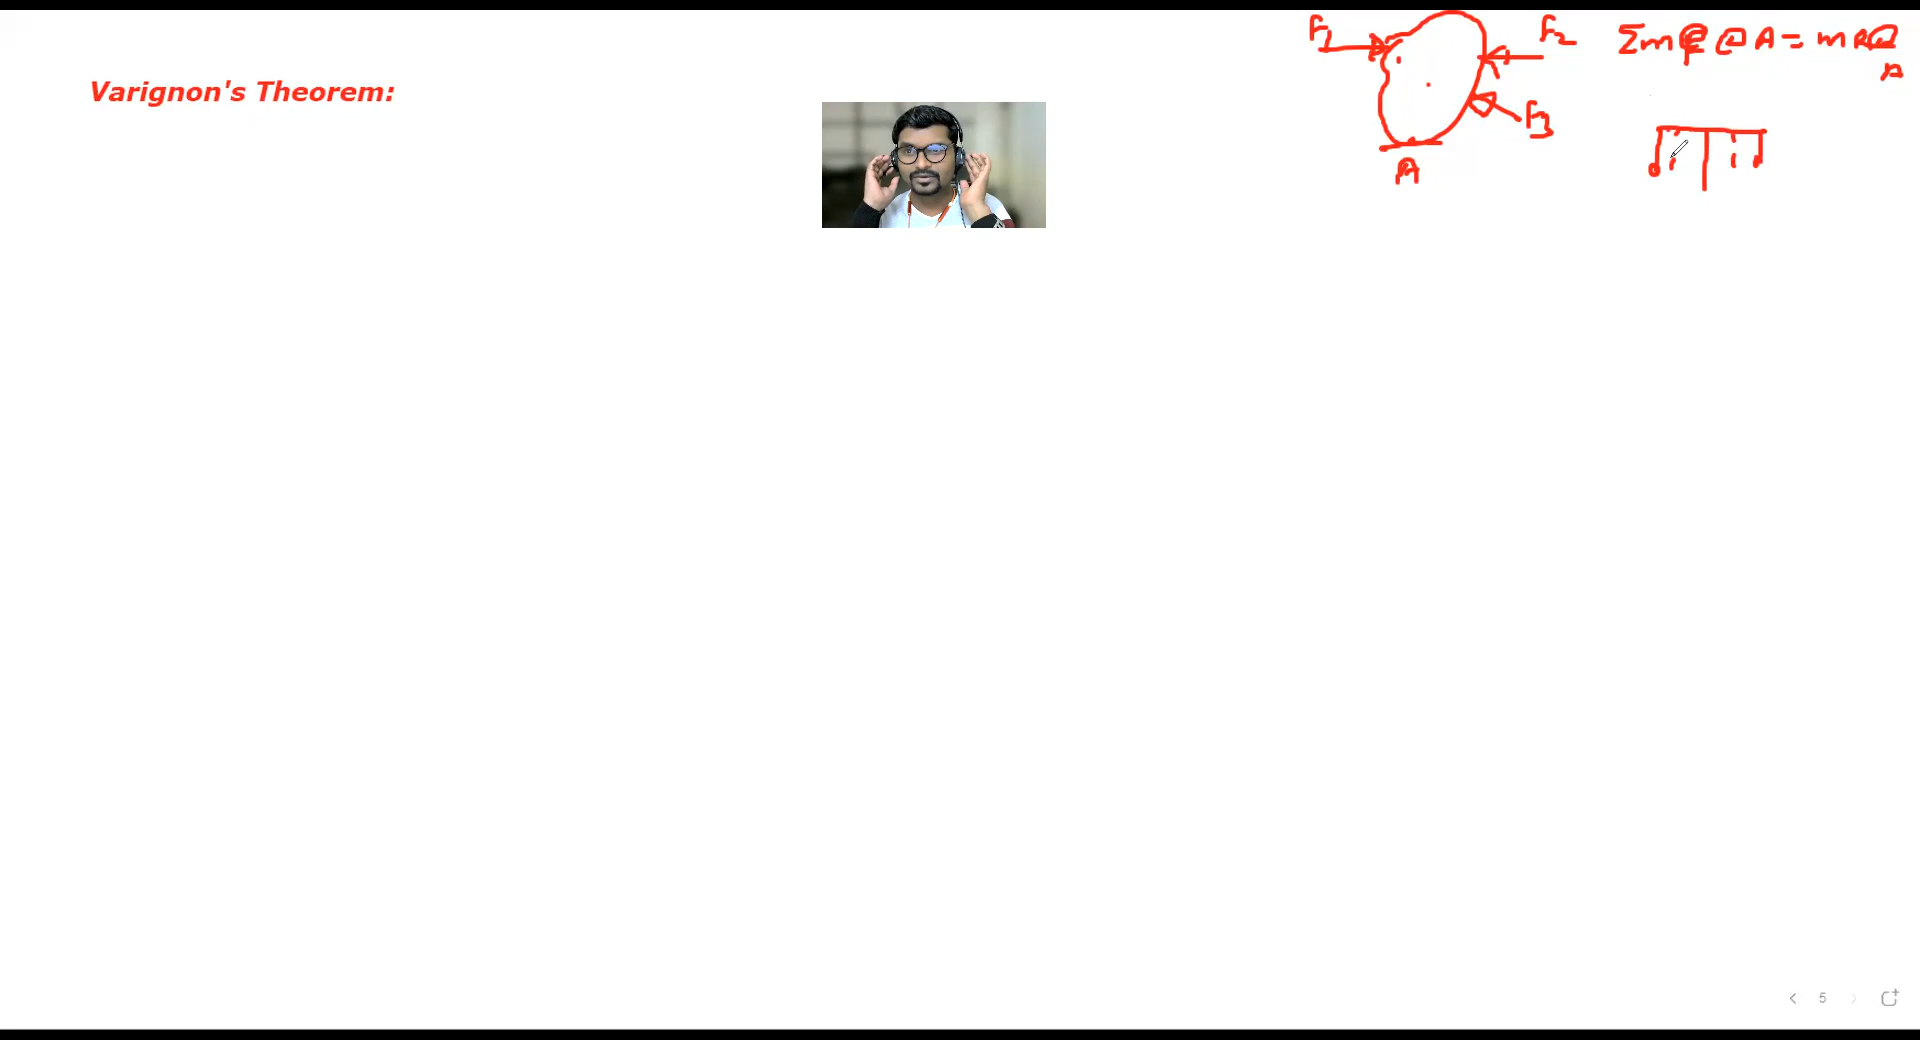 Varignon's Theorem:
F1
F2
Σm F @ A = m R @
A
F3
A
5